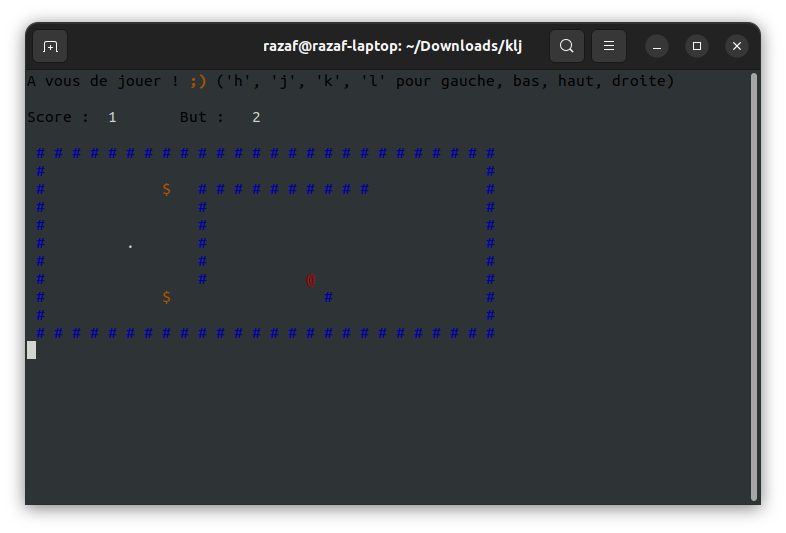 razaf@razaf-laptop: ~/Downloads/klj
A vous de jouer ! ;) ('h', 'j', 'k', 'l' pour gauche, bas, haut, droite)
Score :  1       But :   2
 # # # # # # # # # # # # # # # # # # # # # # # # # #
 #                                                 #
 #             $   # # # # # # # # # #             #
 #                 #                               #
 #                 #                               #
 #         .       #                               #
 #                 #                               #
 #                 #           @                   #
 #             $                 #                 #
 #                                                 #
 # # # # # # # # # # # # # # # # # # # # # # # # # #